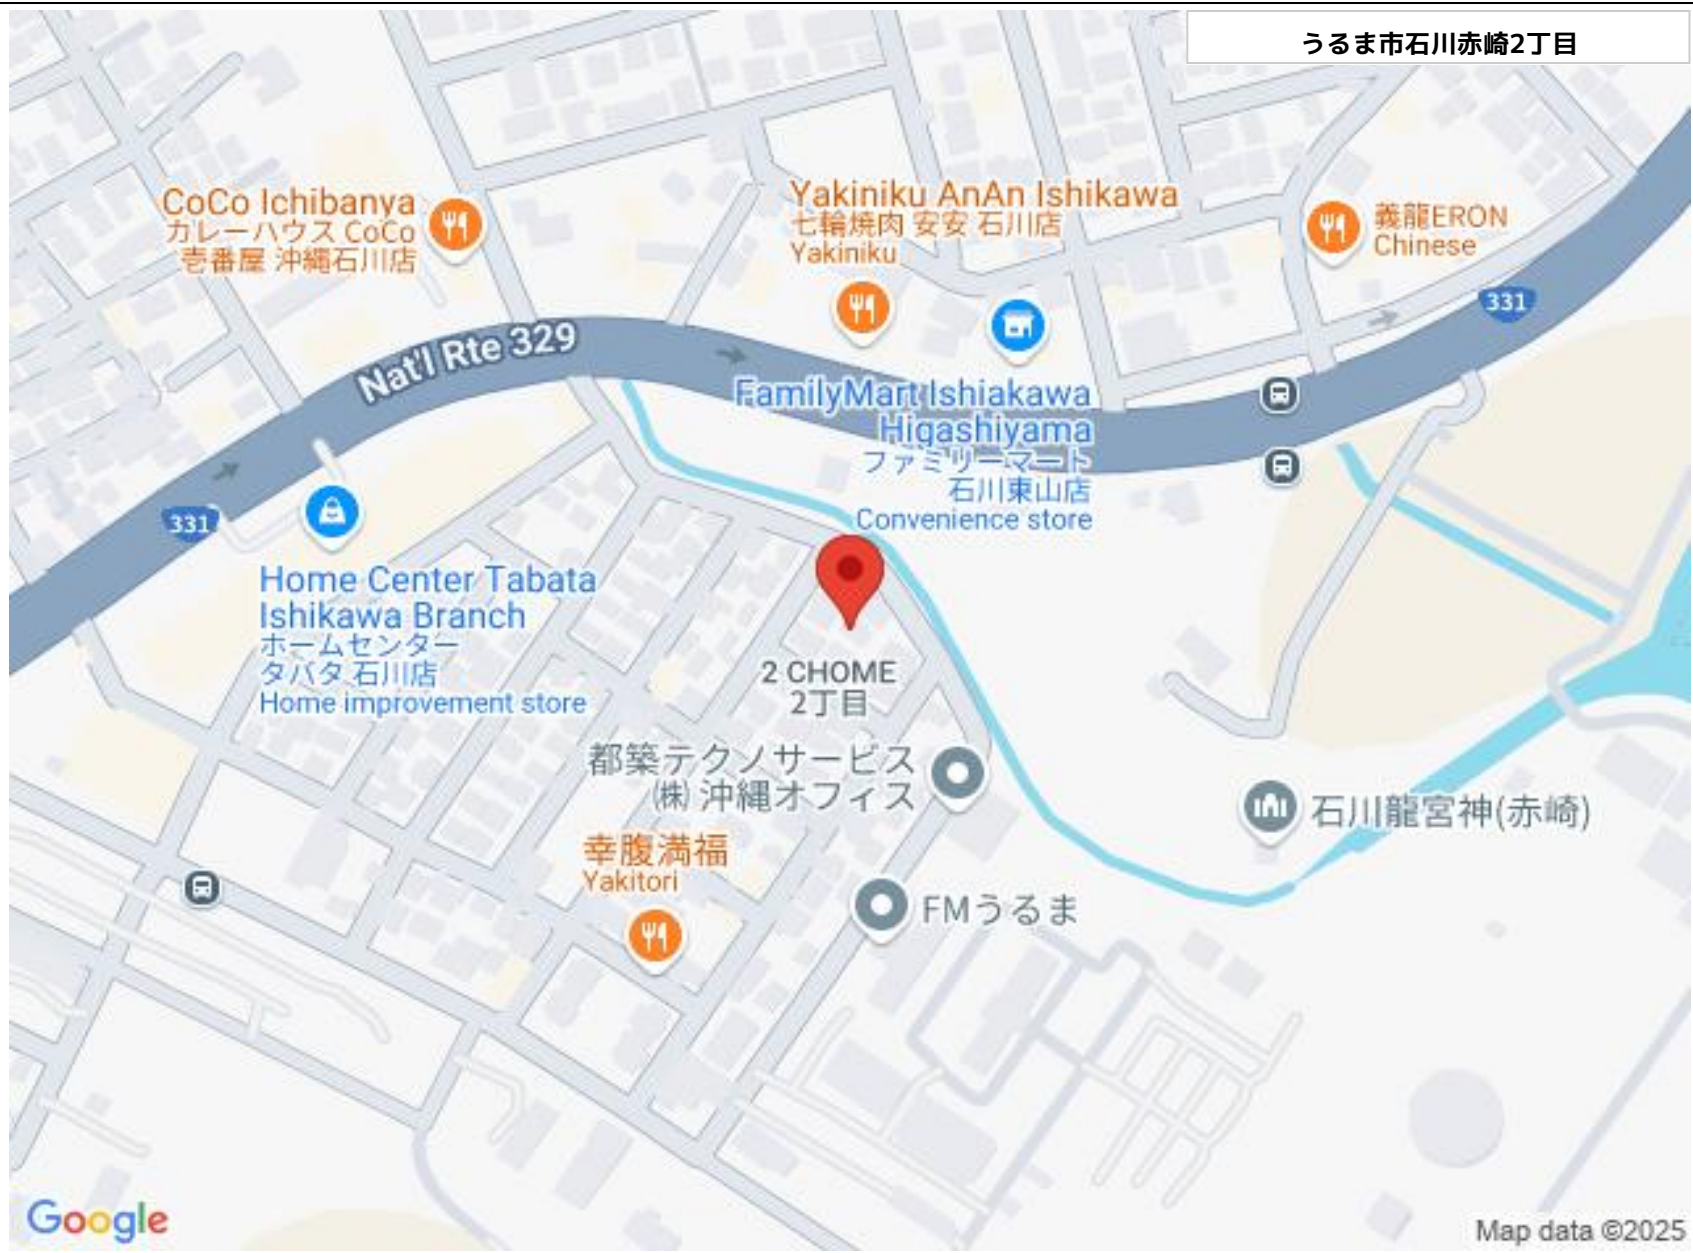 うるま市石川赤崎2丁目
CoCo Ichibanya
カレーハウス CoCo
壱番屋 沖縄石川店
Yakiniku AnAn Ishikawa
七輪焼肉 安安 石川店
Yakiniku
義龍ERON
Chinese
331
Nat'l Rte 329
FamilyMart Ishiakawa
Higashiyama
ファミリーマート
石川東山店
Convenience store
331
Home Center Tabata
Ishikawa Branch
ホームセンター
タバタ 石川店
Home improvement store
2 CHOME
2丁目
都築テクノサービス
㈱ 沖縄オフィス
石川龍宮神(赤崎)
幸腹満福
Yakitori
FMうるま
Google
Map data ©2025